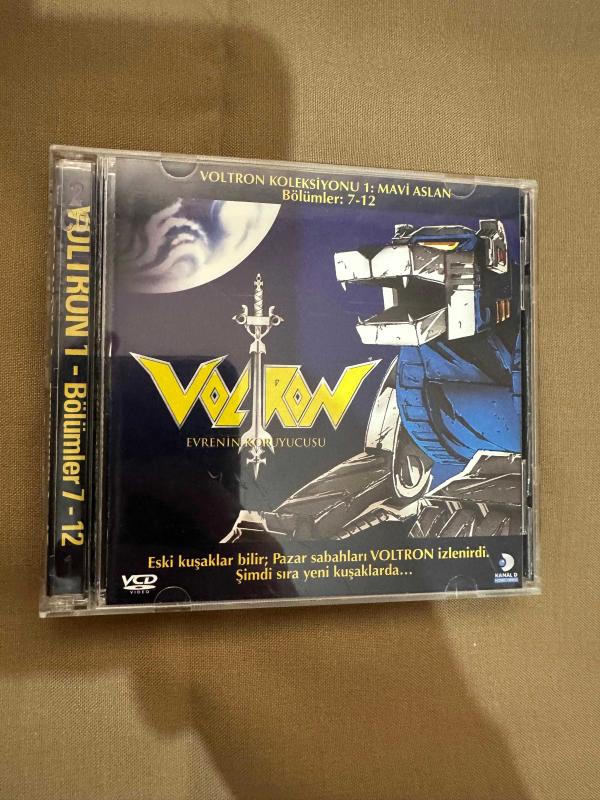 VOLTRON KOLEKSİYONU 1: MAVİ ASLAN
Bölümler: 7-12
VOLTRON
EVRENİN KORUYUCUSU
Eski kuşaklar bilir; Pazar sabahları VOLTRON izlenirdi.
Şimdi sıra yeni kuşaklarda...
VCD
VIDEO
KANAL D
VOLTRON 1 - Bölümler 7 - 12